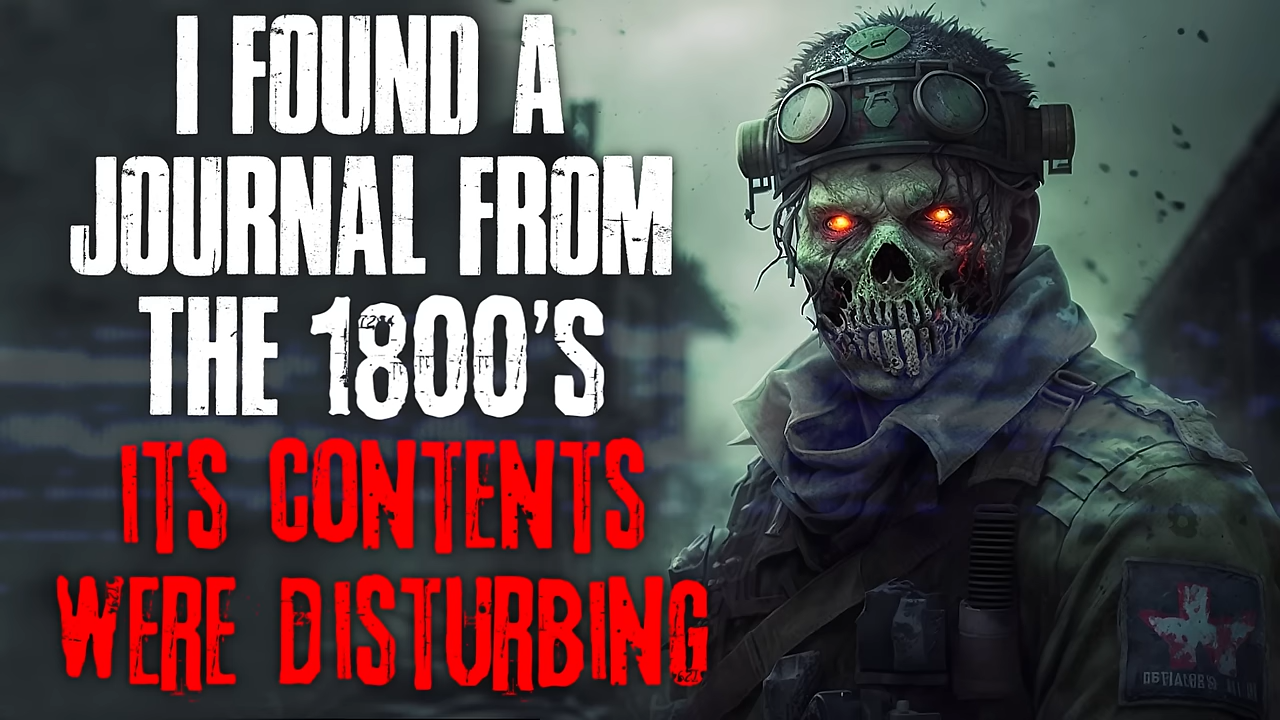 I FOUND A
JOURNAL FROM
THE 1800'S
ITS CONTENTS
WERE DISTURBING